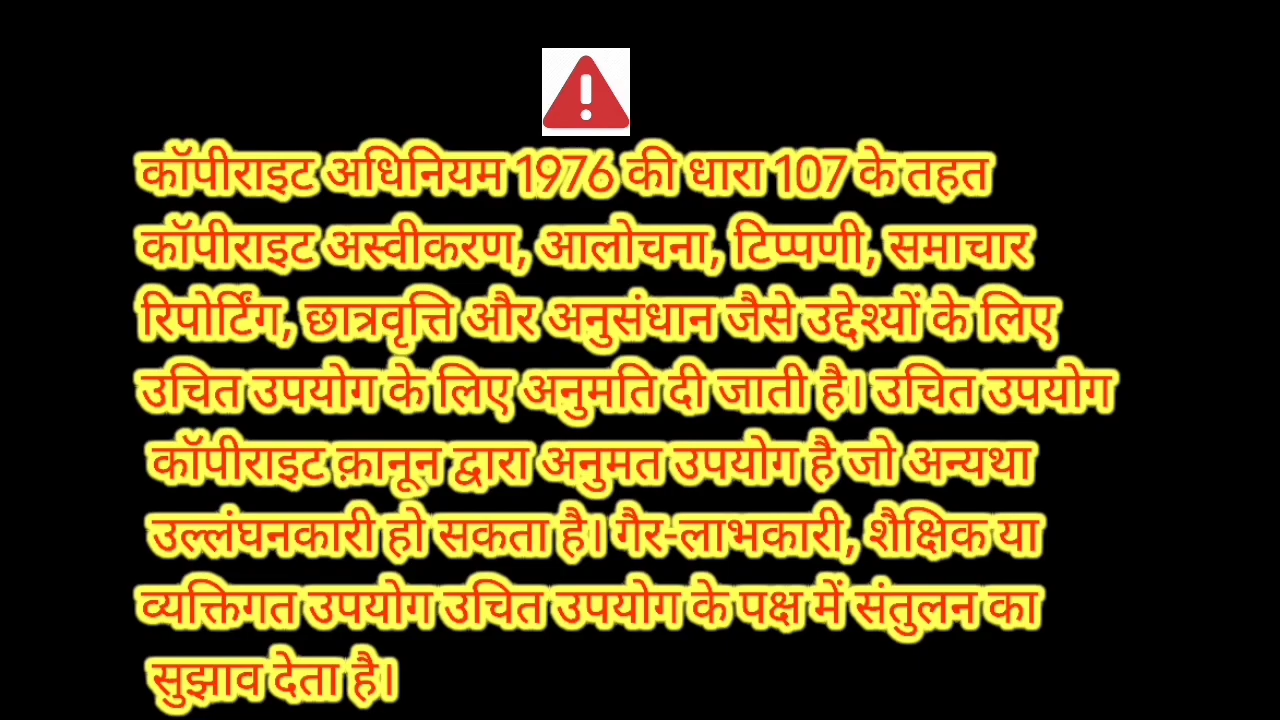 कॉपीराइट अधिनियम 1976 की धारा 107 के तहत
कॉपीराइट अस्वीकरण, आलोचना, टिप्पणी, समाचार
रिपोर्टिंग, छात्रवृत्ति और अनुसंधान जैसे उद्देश्यों के लिए
उचित उपयोग के लिए अनुमति दी जाती है। उचित उपयोग
कॉपीराइट क़ानून द्वारा अनुमत उपयोग है जो अन्यथा
उल्लंघनकारी हो सकता है। गैर-लाभकारी, शैक्षिक या
व्यक्तिगत उपयोग उचित उपयोग के पक्ष में संतुलन का
सुझाव देता है।